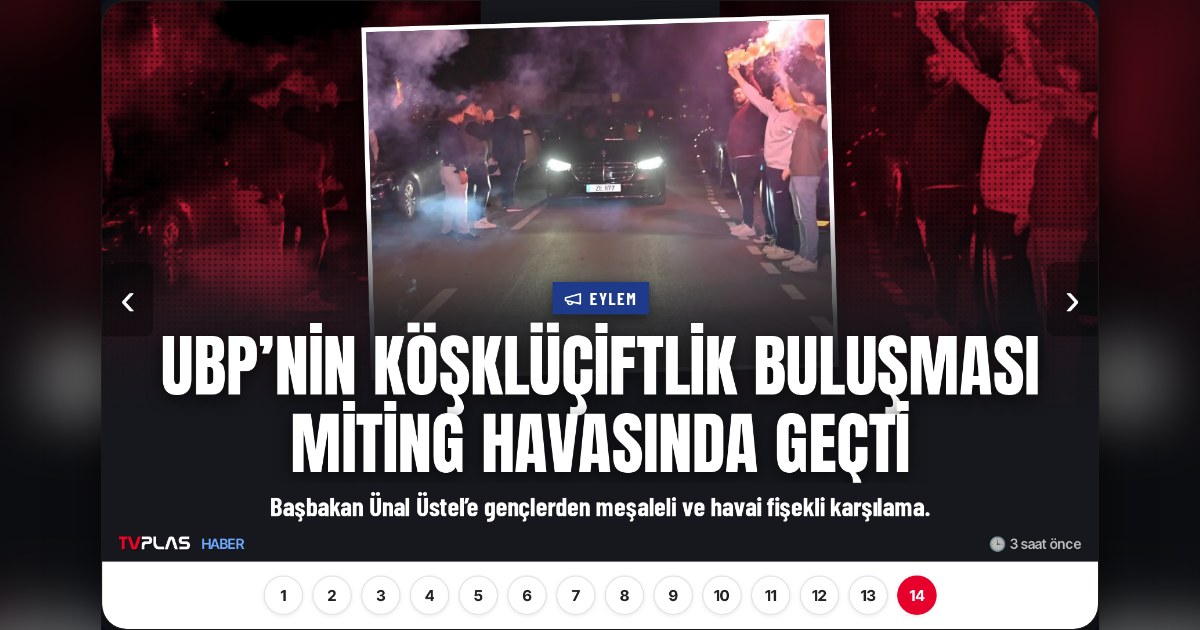 EYLEM
UBP’NİN KÖŞKLÜÇİFTLİK BULUŞMASI
MİTİNG HAVASINDA GEÇTİ
Başbakan Ünal Üstel’e gençlerden meşaleli ve havai fişekli karşılama.
TVPLAS HABER
3 saat önce
1 2 3 4 5 6 7 8 9 10 11 12 13 14